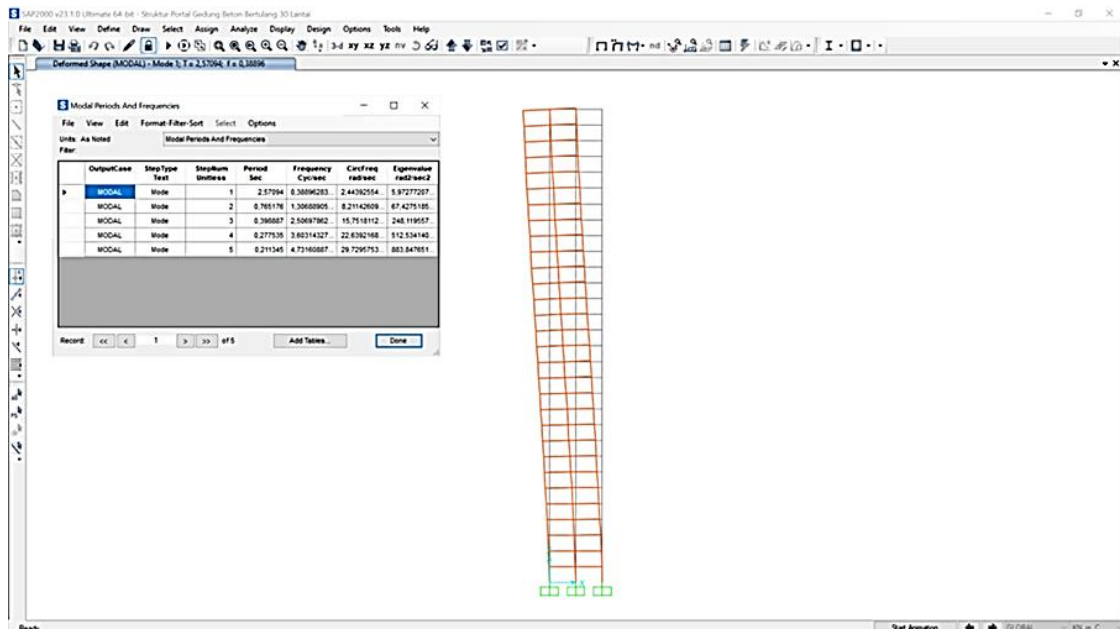 SAP2000 v23.1.0 Ultimate 64-bit - Struktur Portal Gedung Beton Bertulang 30 Lantai
File Edit View Define Draw Select Assign Analyze Display Design Options Tools Help
3-d xy xz yz nv
nd
Deformed Shape (MODAL) - Mode 1; T = 2,57094; f = 0,38896
Modal Periods And Frequencies
File View Edit Format-Filter-Sort Select Options
Units: As Noted Modal Periods And Frequencies
Filter:
OutputCase StepType StepNum Period Frequency CircFreq Eigenvalue
Text Unitless Sec Cyc/sec rad/sec rad2/sec2
MODAL Mode 1 2,57094 0,38896283... 2,44392554... 5,97277207...
MODAL Mode 2 0,765176 1,30688905... 8,21142609... 67,4275185...
MODAL Mode 3 0,398887 2,50697862... 15,7518112... 248,119557...
MODAL Mode 4 0,277535 3,60314327... 22,6392168... 512,534140...
MODAL Mode 5 0,211345 4,73160887... 29,7295753... 883,847651...
Record: << < 1 > >> of 5 Add Tables... Done
X
Ready Start Animation GLOBAL KN, m, C